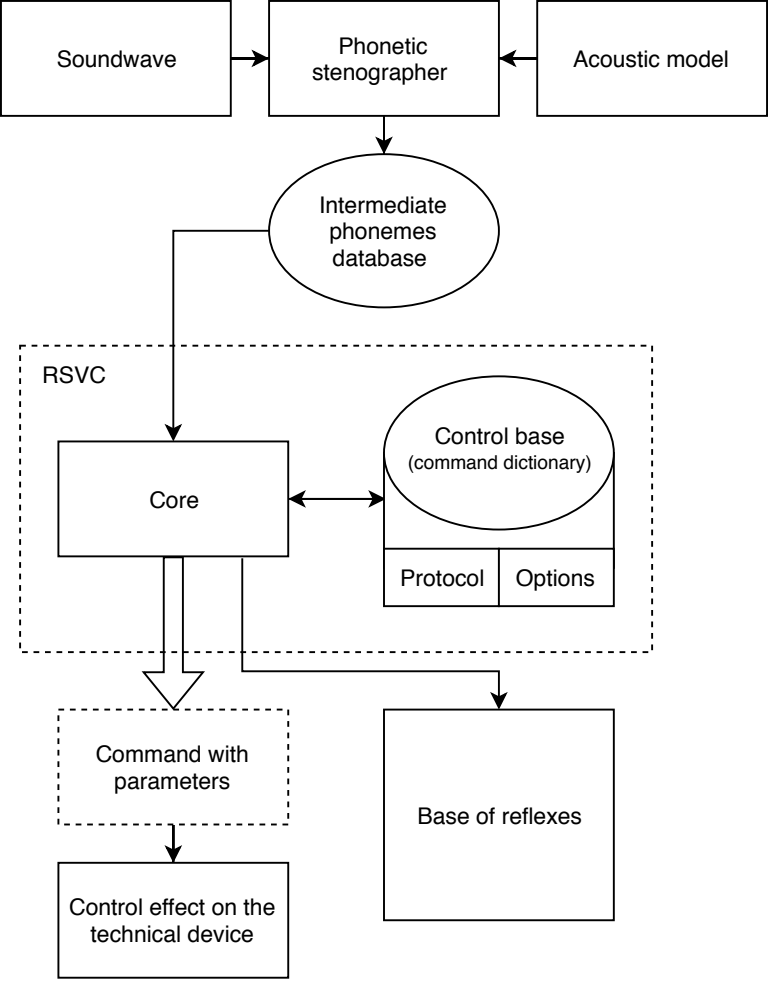 Soundwave
Phonetic
stenographer
Acoustic model
Intermediate
phonemes
database
RSVC
Control base
(command dictionary)
Core
Protocol
Options
Command with
parameters
Base of reflexes
Control effect on the
technical device